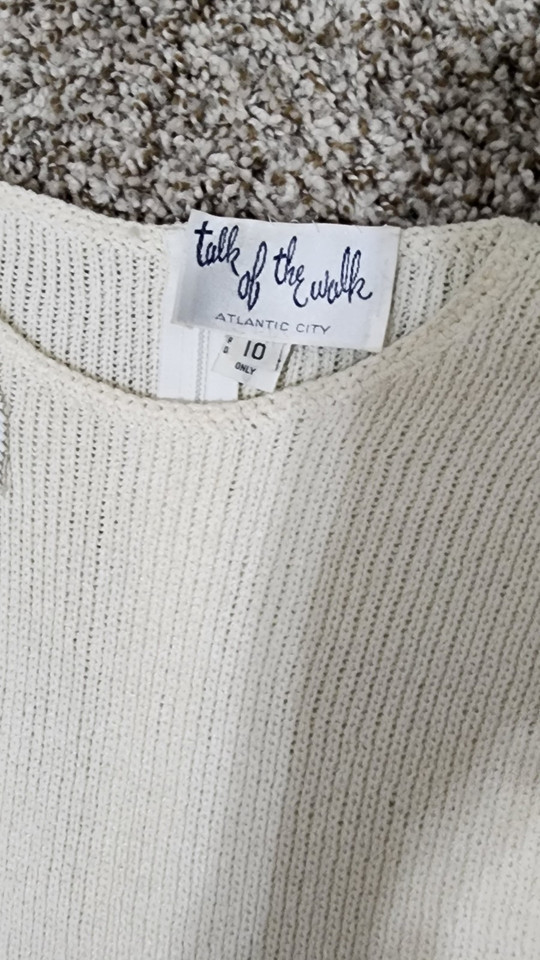 talk of the walk
ATLANTIC CITY
10
ONLY